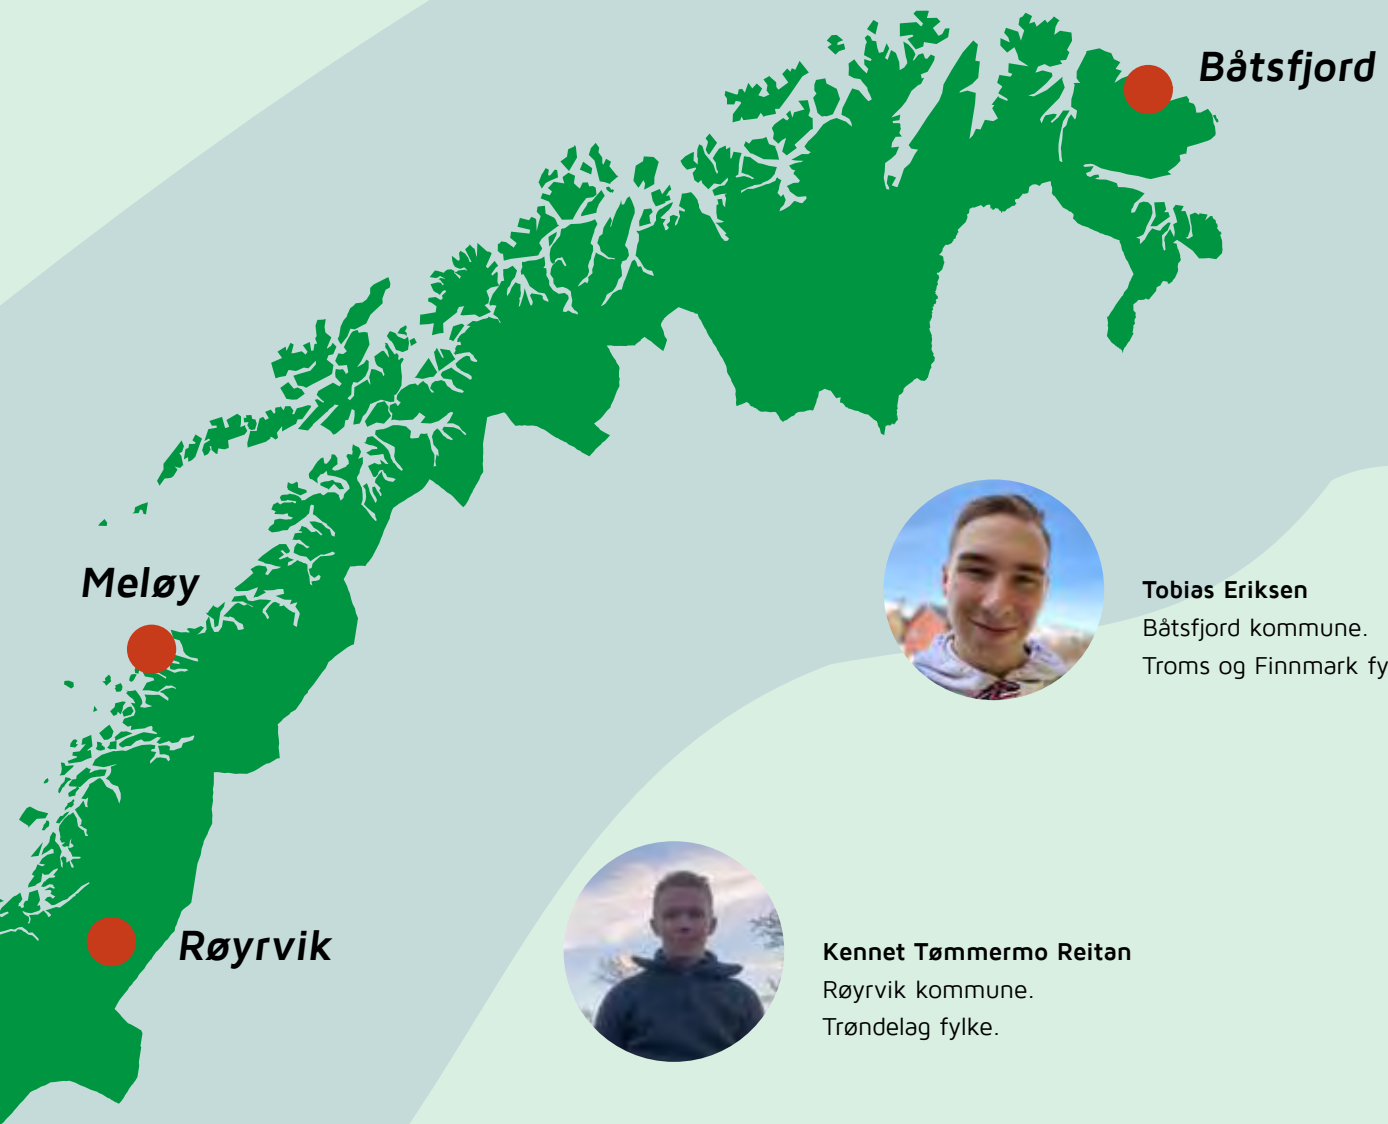 Båtsfjord
Meløy
Tobias Eriksen
Båtsfjord kommune.
Troms og Finnmark fy
Røyrvik
Kennet Tømmermo Reitan
Røyrvik kommune.
Trøndelag fylke.